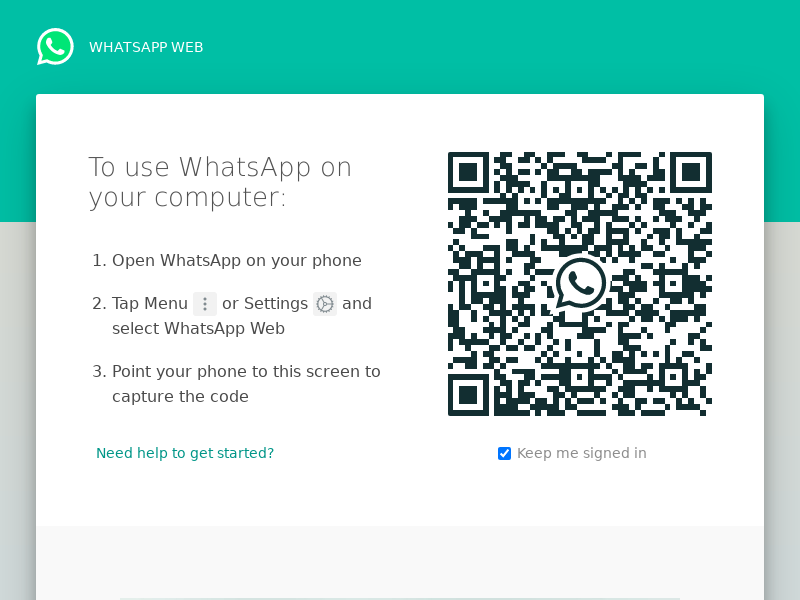 WHATSAPP WEB
To use WhatsApp on
your computer:
1. Open WhatsApp on your phone
2. Tap Menu or Settings and
select WhatsApp Web
3. Point your phone to this screen to
capture the code
Need help to get started?
Keep me signed in